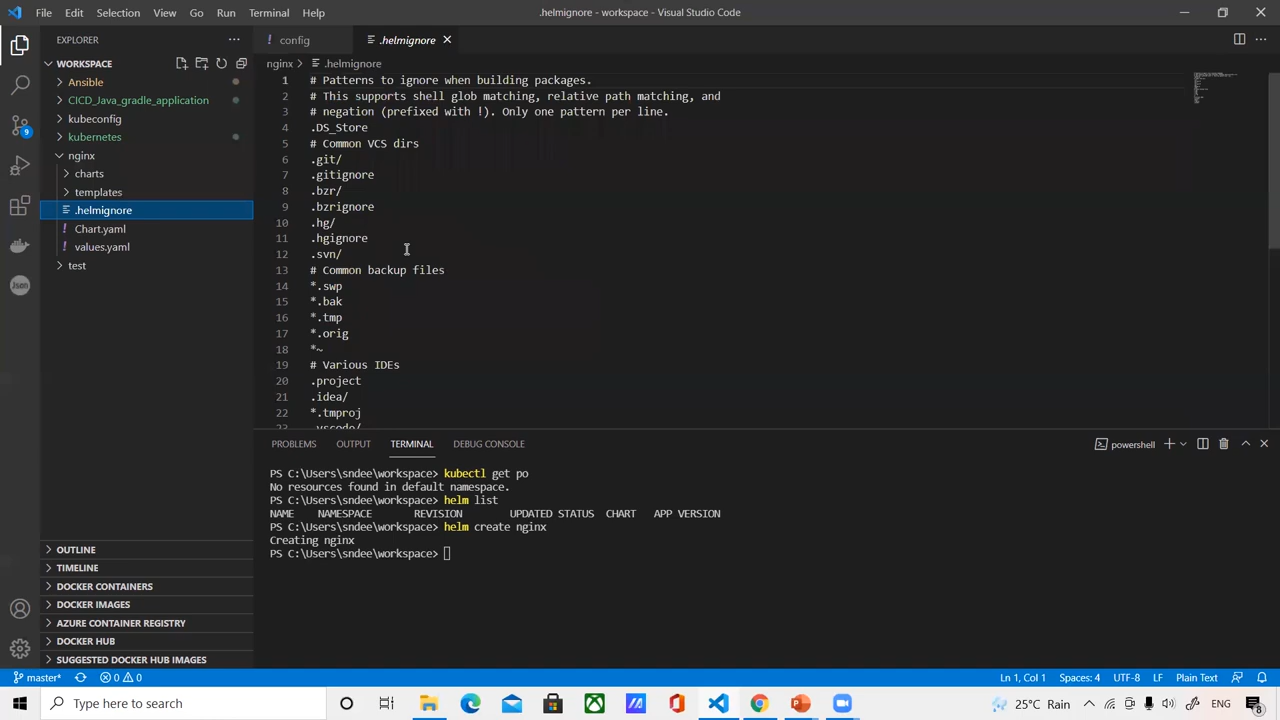 File Edit Selection View Go Run Terminal Help
.helmignore - workspace - Visual Studio Code
EXPLORER
WORKSPACE
Ansible
CICD_Java_gradle_application
kubeconfig
kubernetes
nginx
charts
templates
.helmignore
Chart.yaml
values.yaml
test
OUTLINE
TIMELINE
DOCKER CONTAINERS
DOCKER IMAGES
AZURE CONTAINER REGISTRY
DOCKER HUB
SUGGESTED DOCKER HUB IMAGES
9
Json
config
.helmignore
nginx > .helmignore
1 # Patterns to ignore when building packages.
2 # This supports shell glob matching, relative path matching, and
3 # negation (prefixed with !). Only one pattern per line.
4 .DS_Store
5 # Common VCS dirs
6 .git/
7 .gitignore
8 .bzr/
9 .bzrignore
10 .hg/
11 .hgignore
12 .svn/
13 # Common backup files
14 *.swp
15 *.bak
16 *.tmp
17 *.orig
18 *~
19 # Various IDEs
20 .project
21 .idea/
22 *.tmproj
23 .vscode/
PROBLEMS OUTPUT TERMINAL DEBUG CONSOLE
powershell
PS C:\Users\sndee\workspace> kubectl get po
No resources found in default namespace.
PS C:\Users\sndee\workspace> helm list
NAME NAMESPACE REVISION UPDATED STATUS CHART APP VERSION
PS C:\Users\sndee\workspace> helm create nginx
Creating nginx
PS C:\Users\sndee\workspace>
master* 0 0
Ln 1, Col 1 Spaces: 4 UTF-8 LF Plain Text
Type here to search
25°C Rain
ENG
8